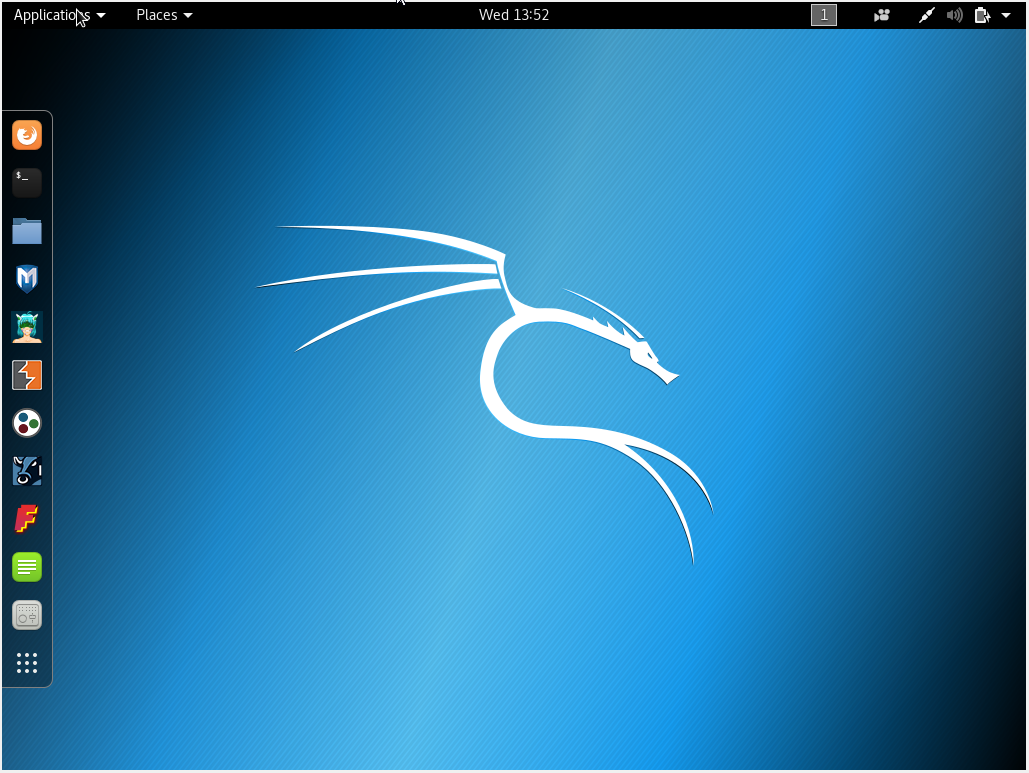 Applications
Places
Wed 13:52
1
$_